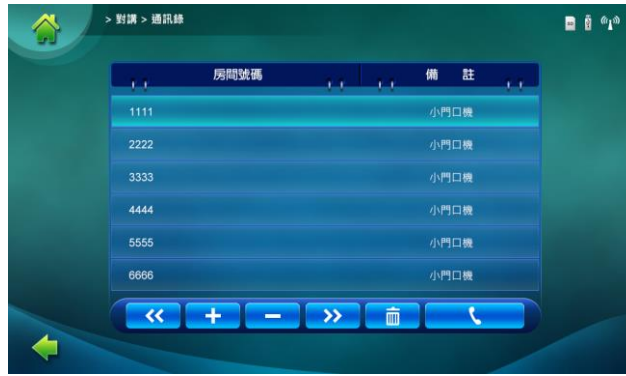 > 對講 > 通訊錄
房間號碼 備 註
1111 小門口機
2222 小門口機
3333 小門口機
4444 小門口機
5555 小門口機
6666 小門口機